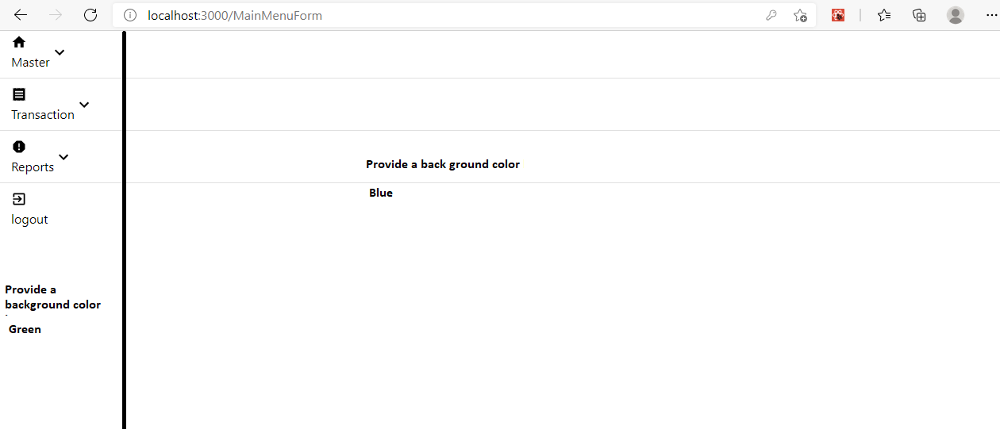 localhost:3000/MainMenuForm
Master
Transaction
Reports
Provide a back ground color
Blue
logout
Provide a
background color
Green